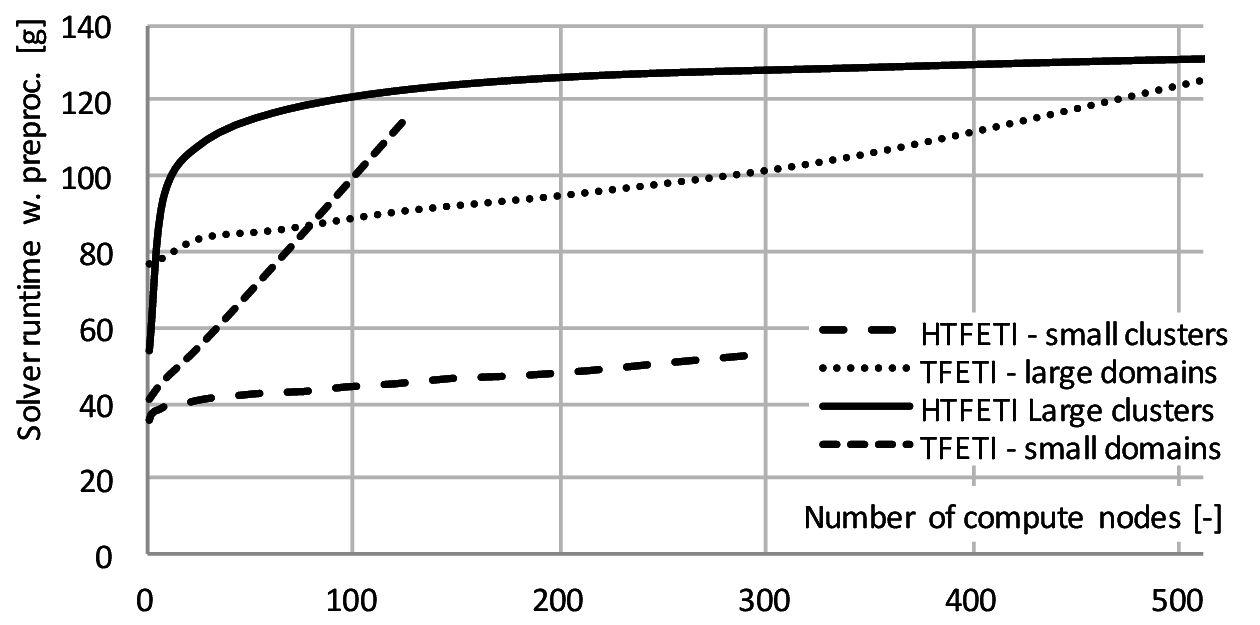 Solver runtime w. preproc. [g]
140
120
100
80
60
40
20
0
HTFETI - small clusters
TFETI - large domains
HTFETI Large clusters
TFETI - small domains
Number of compute nodes [-]
0 100 200 300 400 500